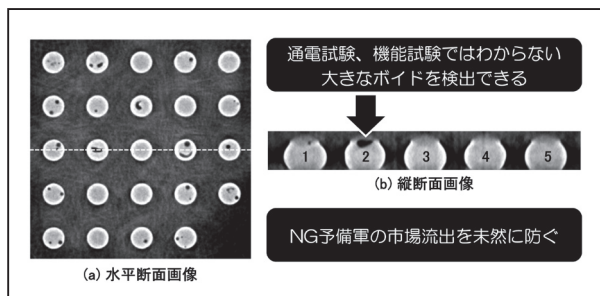 通電試験、機能試験ではわからない
大きなボイドを検出できる
1 2 3 4 5
(b) 縦断面画像
NG予備軍の市場流出を未然に防ぐ
(a) 水平断面画像